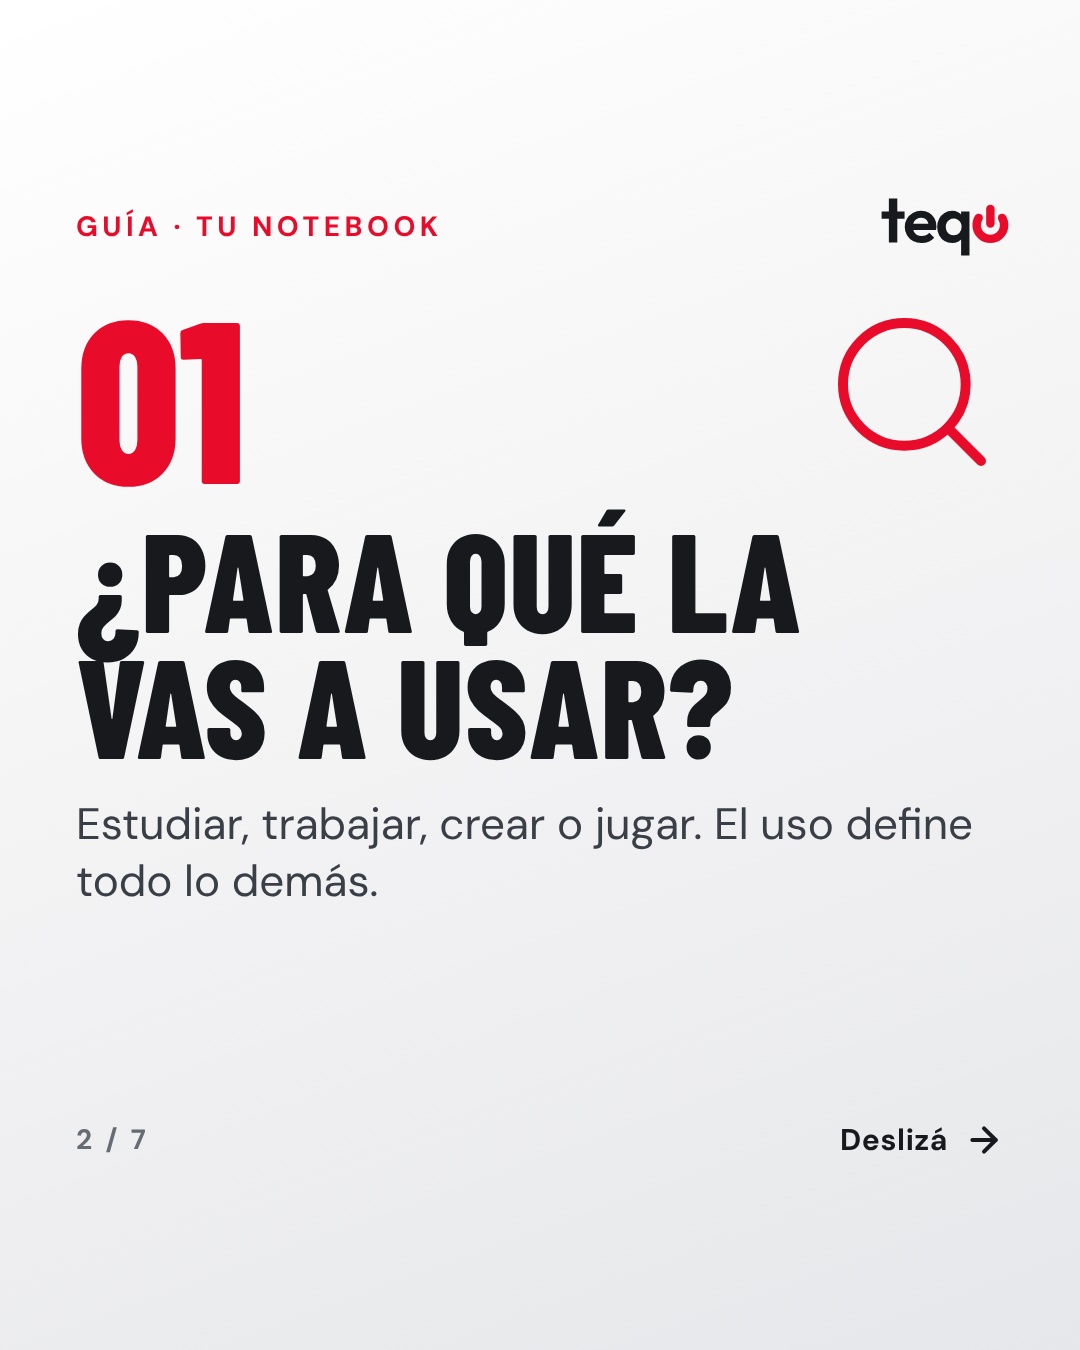 GUÍA · TU NOTEBOOK
teqo
01
¿PARA QUÉ LA
VAS A USAR?
Estudiar, trabajar, crear o jugar. El uso define
todo lo demás.
2 / 7
Deslizá →